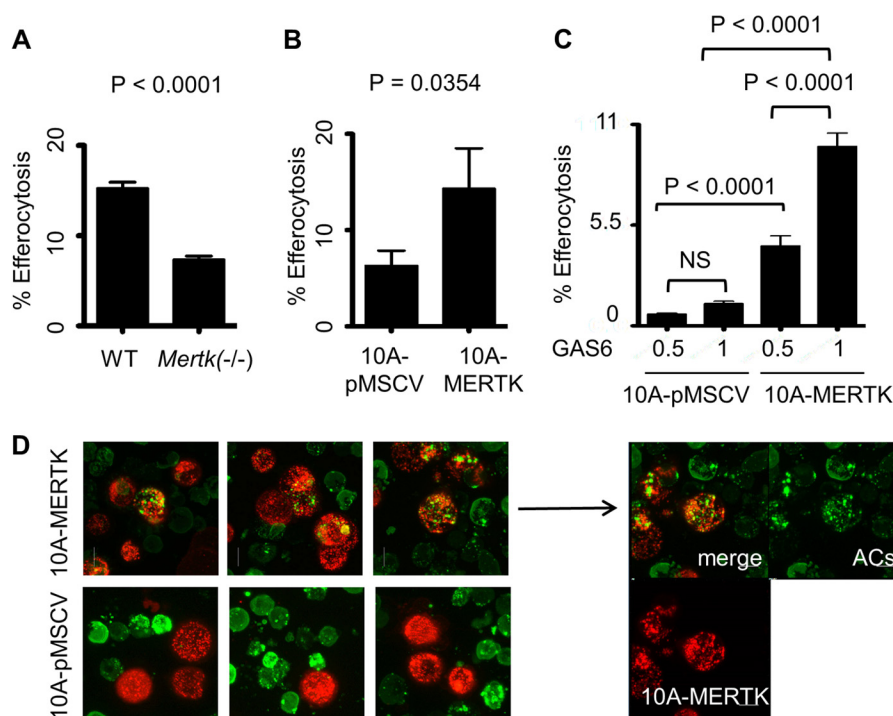 A
P < 0.0001
% Efferocytosis
20
10
0
WT
Mertk(-/-)
B
P = 0.0354
% Efferocytosis
20
10
0
10A-
pMSCV
10A-
MERTK
C
P < 0.0001
P < 0.0001
P < 0.0001
NS
% Efferocytosis
11
5.5
0
GAS6 0.5 1 0.5 1
10A-pMSCV 10A-MERTK
D
10A-MERTK
merge
ACs
10A-pMSCV
10A-MERTK